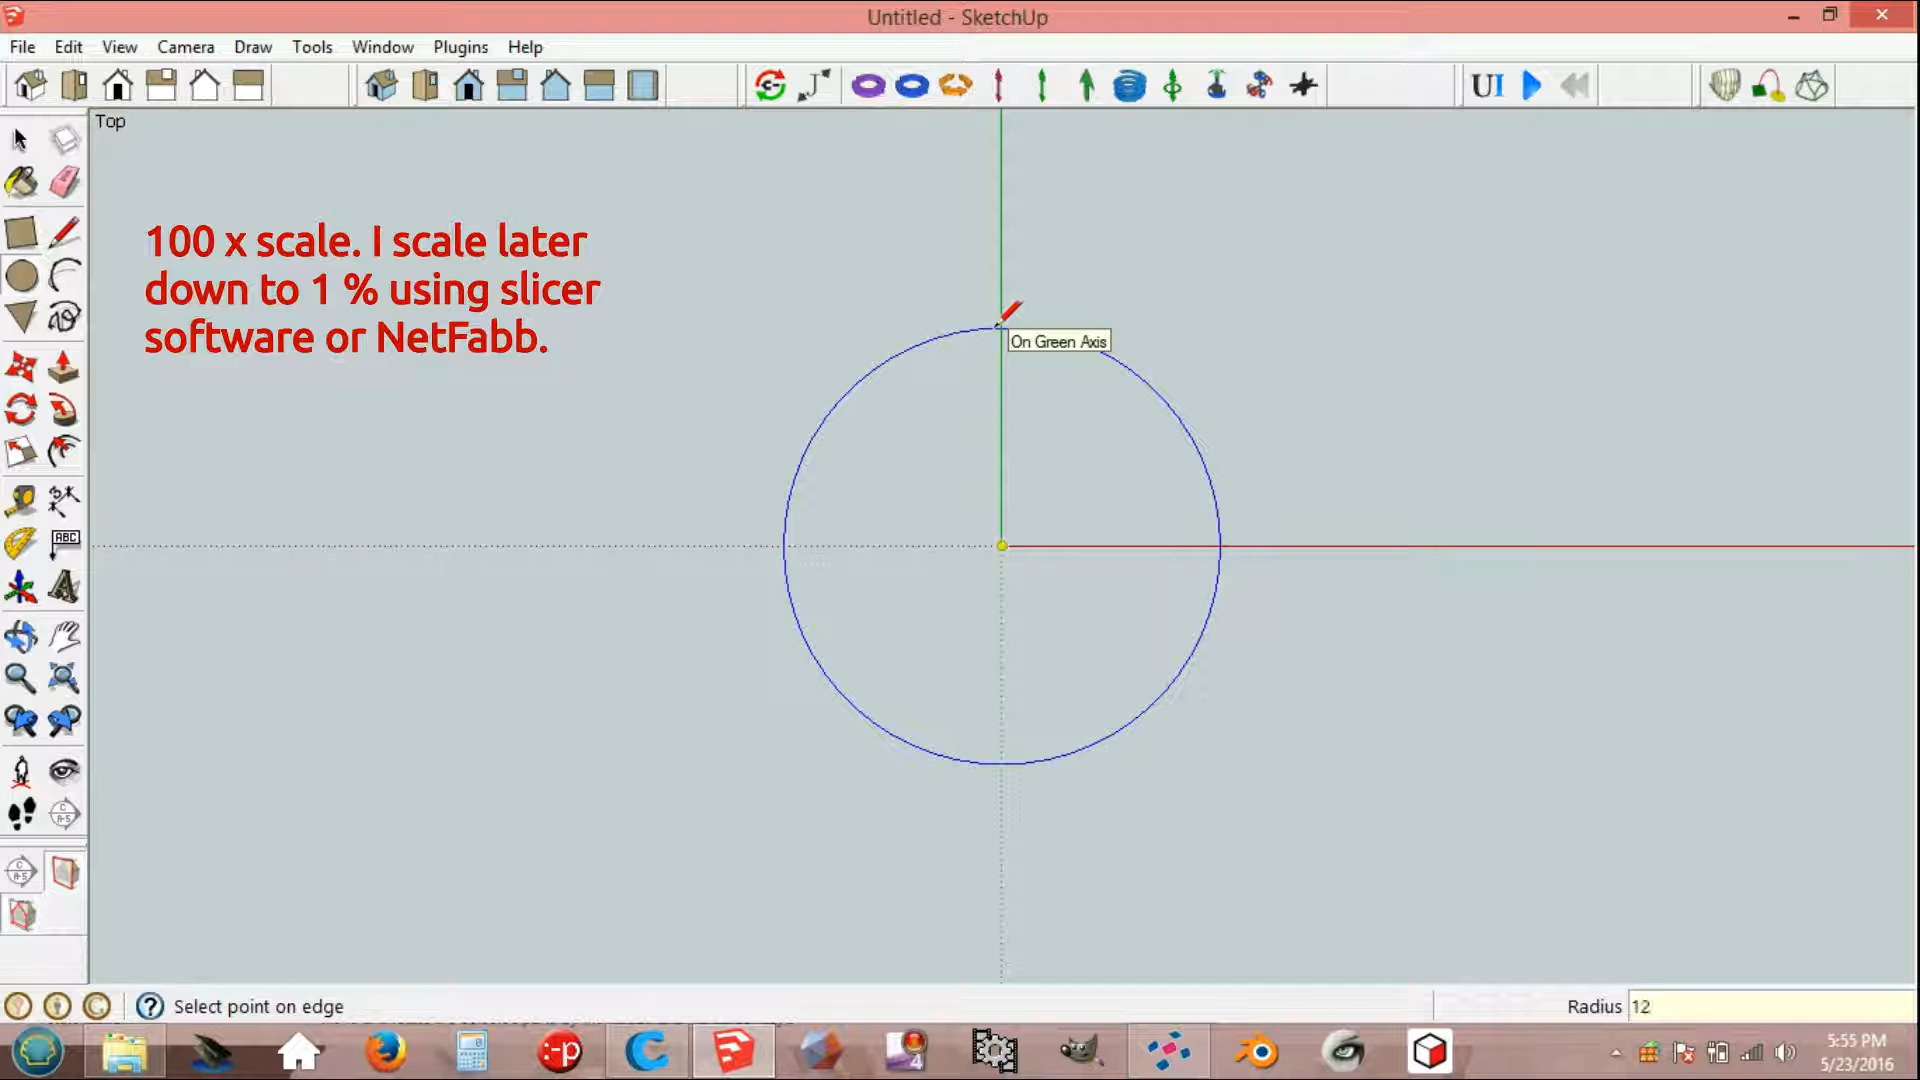 Untitled - SketchUp
File Edit View Camera Draw Tools Window Plugins Help
UI
Top
100 x scale. I scale later
down to 1 % using slicer
software or NetFabb.
On Green Axis
ABC
Select point on edge
Radius 12
:-p
5:55 PM
5/23/2016